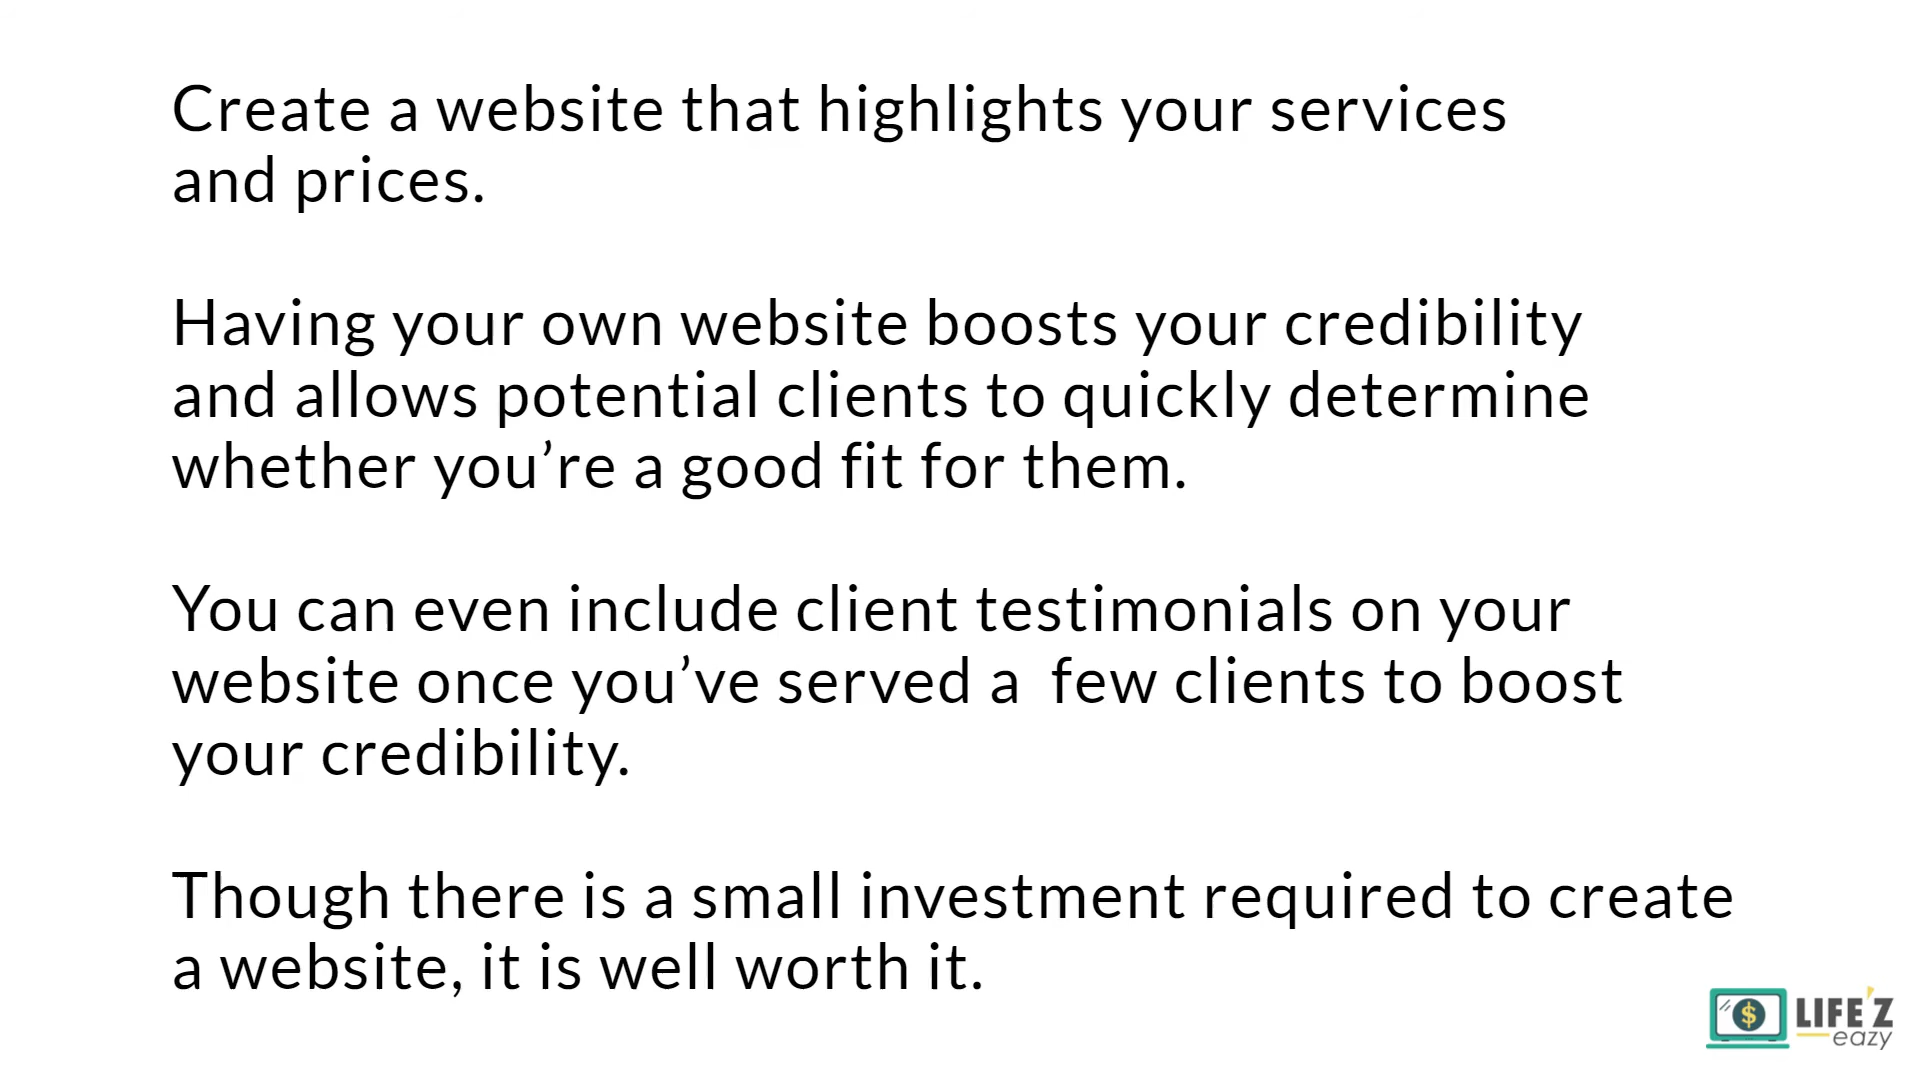 Create a website that highlights your services
and prices.
Having your own website boosts your credibility
and allows potential clients to quickly determine
whether you’re a good fit for them.
You can even include client testimonials on your
website once you’ve served a  few clients to boost
your credibility.
Though there is a small investment required to create
a website, it is well worth it.
$
LIFE'Z
eazy